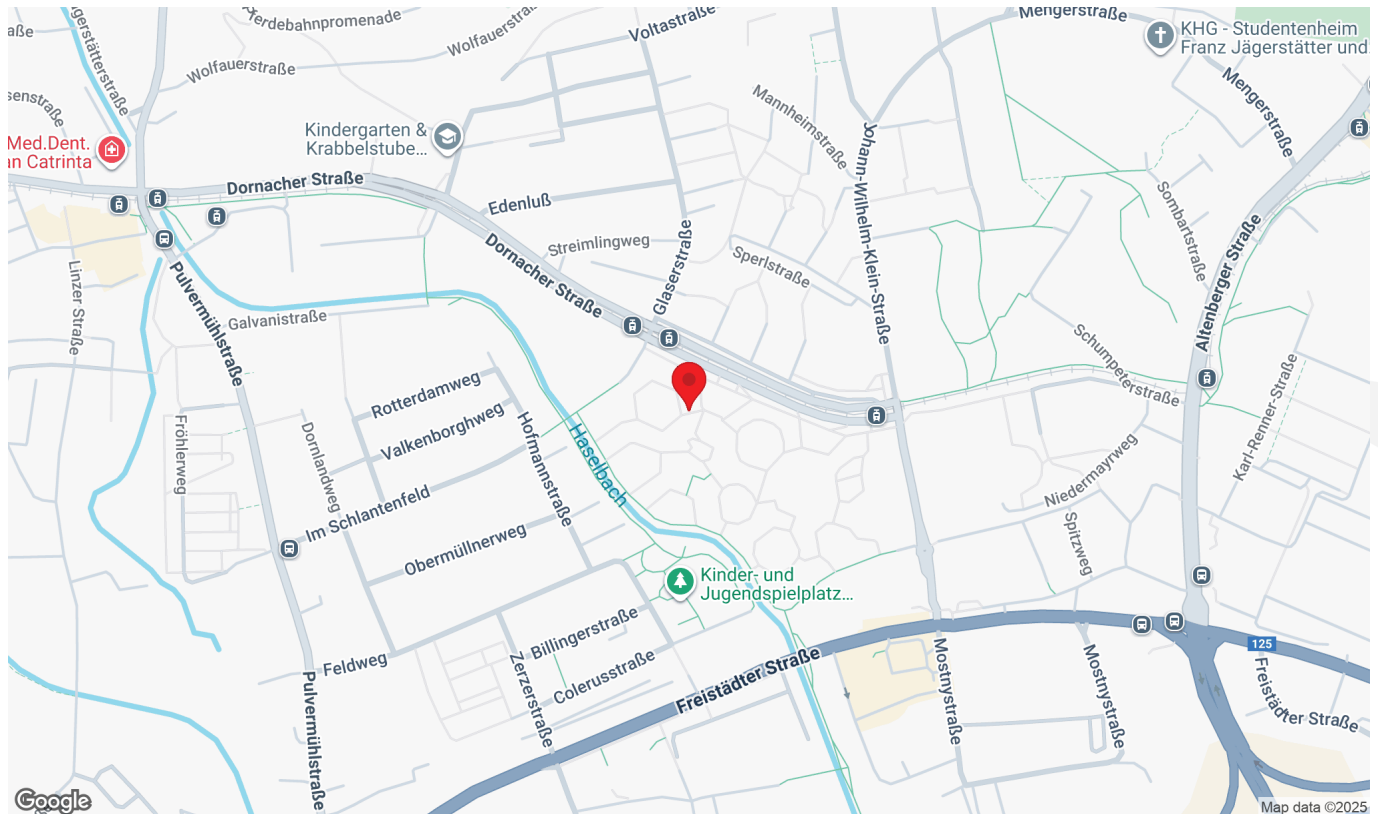 Pferdebahnpromenade
Voltastraße
Mengerstraße
KHG - Studentenheim
Franz Jägerstätter und
Wolfauerstraße
Wolfauerstraße
Mannheimstraße
Mengerstraße
Kindergarten &
Krabbelstube...
Med.Dent.
an Catrinta
Johann-Wilhelm-Klein-Straße
Dornacher Straße
Edenluß
Streimlingweg
Glaserstraße
Sperlstraße
Sombartstraße
Altenberger Straße
Dornacher Straße
Linzer Straße
Pulvermühlstraße
Galvanistraße
Schumpeterstraße
Karl-Renner-Straße
Rotterdamweg
Valkenborghweg
Hofmannstraße
Haselbach
Fröhlerweg
Dornlandweg
Im Schlantenfeld
Niedermayrweg
Spitzweg
Obermüllnerweg
Kinder- und
Jugendspielplatz...
Billingerstraße
Feldweg
Zerzerstraße
Colerusstraße
Freistädter Straße
Pulvermühlstraße
Mostnystraße
Mostnystraße
125
Freistädter Straße
Google
Map data ©2025